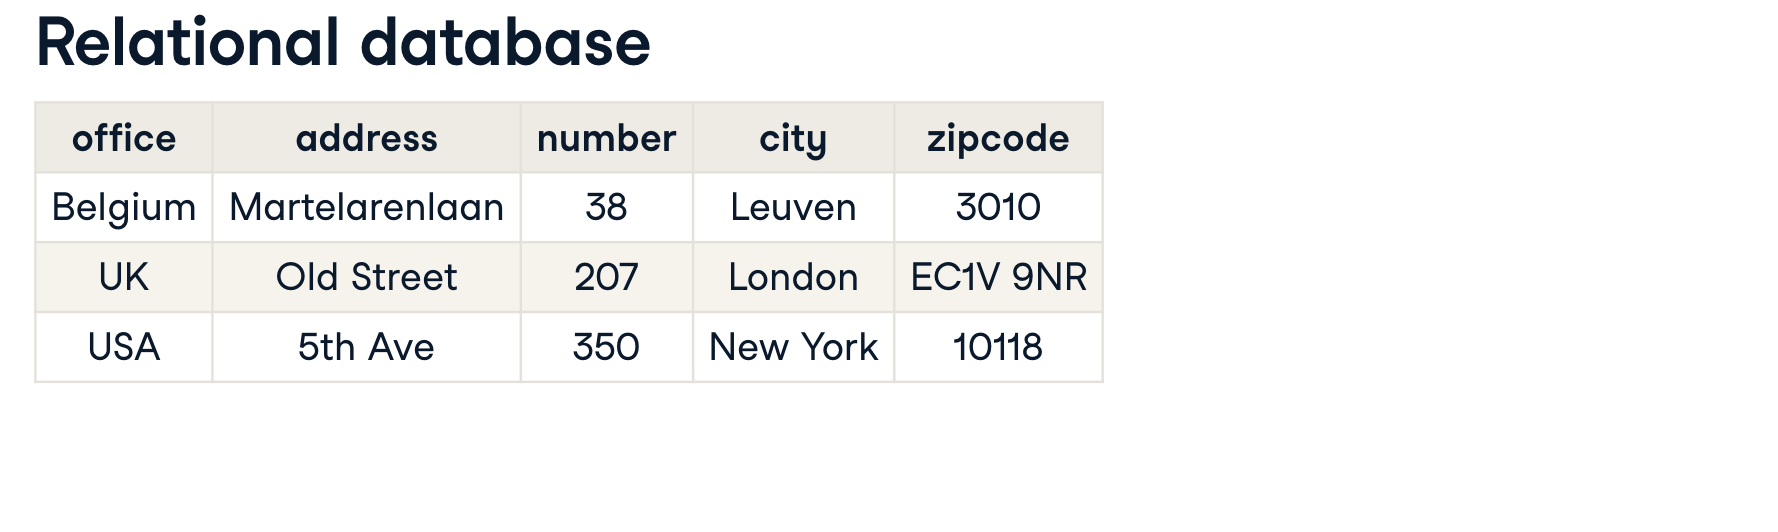 Relational database
office address number city zipcode
Belgium Martelarenlaan 38 Leuven 3010
UK Old Street 207 London EC1V 9NR
USA 5th Ave 350 New York 10118